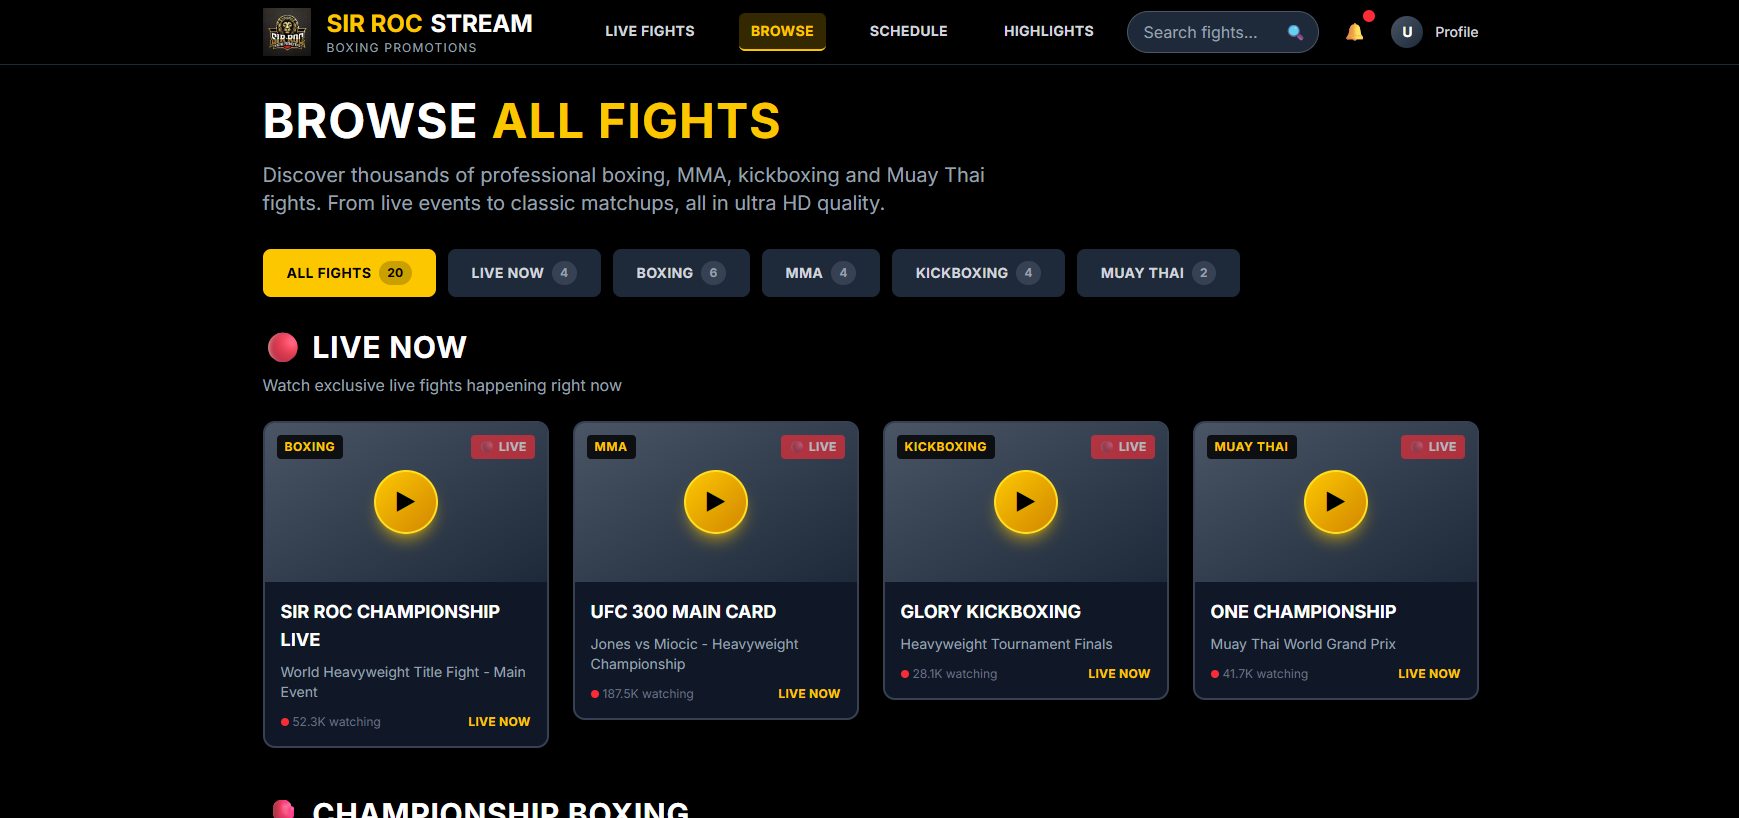 SIR ROC
SIR ROC STREAM
BOXING PROMOTIONS
LIVE FIGHTS
BROWSE
SCHEDULE
HIGHLIGHTS
Search fights...
U
Profile
BROWSE ALL FIGHTS
Discover thousands of professional boxing, MMA, kickboxing and Muay Thai
fights. From live events to classic matchups, all in ultra HD quality.
ALL FIGHTS 20
LIVE NOW 4
BOXING 6
MMA 4
KICKBOXING 4
MUAY THAI 2
LIVE NOW
Watch exclusive live fights happening right now
BOXING
LIVE
SIR ROC CHAMPIONSHIP
LIVE
World Heavyweight Title Fight - Main
Event
52.3K watching
LIVE NOW
MMA
LIVE
UFC 300 MAIN CARD
Jones vs Miocic - Heavyweight
Championship
187.5K watching
LIVE NOW
KICKBOXING
LIVE
GLORY KICKBOXING
Heavyweight Tournament Finals
28.1K watching
LIVE NOW
MUAY THAI
LIVE
ONE CHAMPIONSHIP
Muay Thai World Grand Prix
41.7K watching
LIVE NOW
CHAMPIONSHIP BOXING